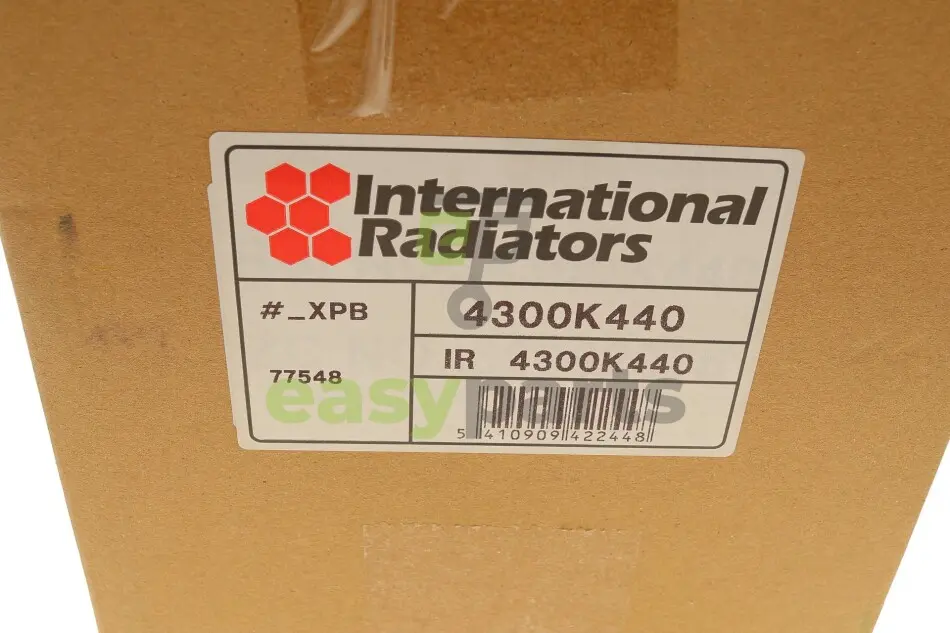 International
Radiators
#_XPB
4300K440
IR 4300K440
77548
easyparts
5 410909 422448